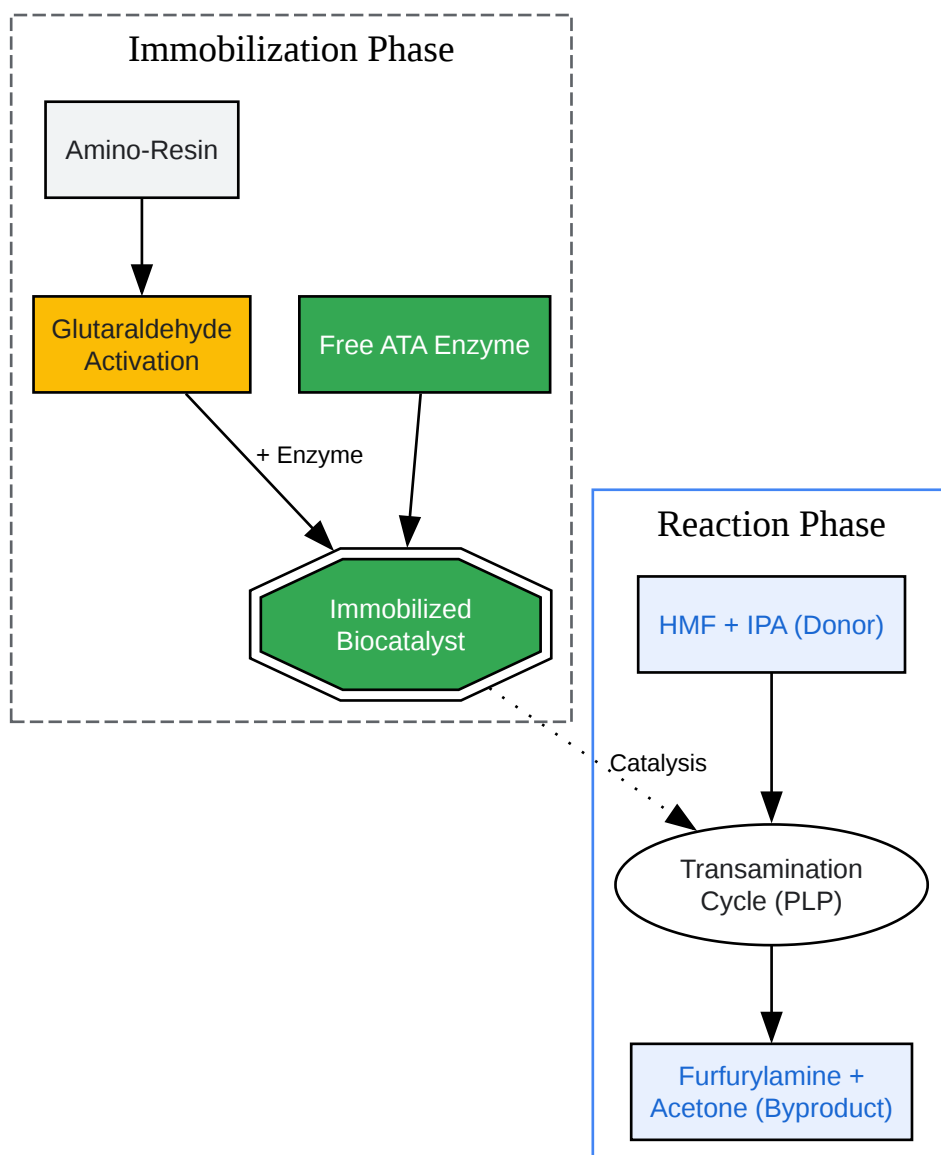 Immobilization Phase
Amino-Resin
Glutaraldehyde
Activation
Free ATA Enzyme
+ Enzyme
Immobilized
Biocatalyst
Reaction Phase
HMF + IPA (Donor)
Catalysis
Transamination
Cycle (PLP)
Furfurylamine +
Acetone (Byproduct)